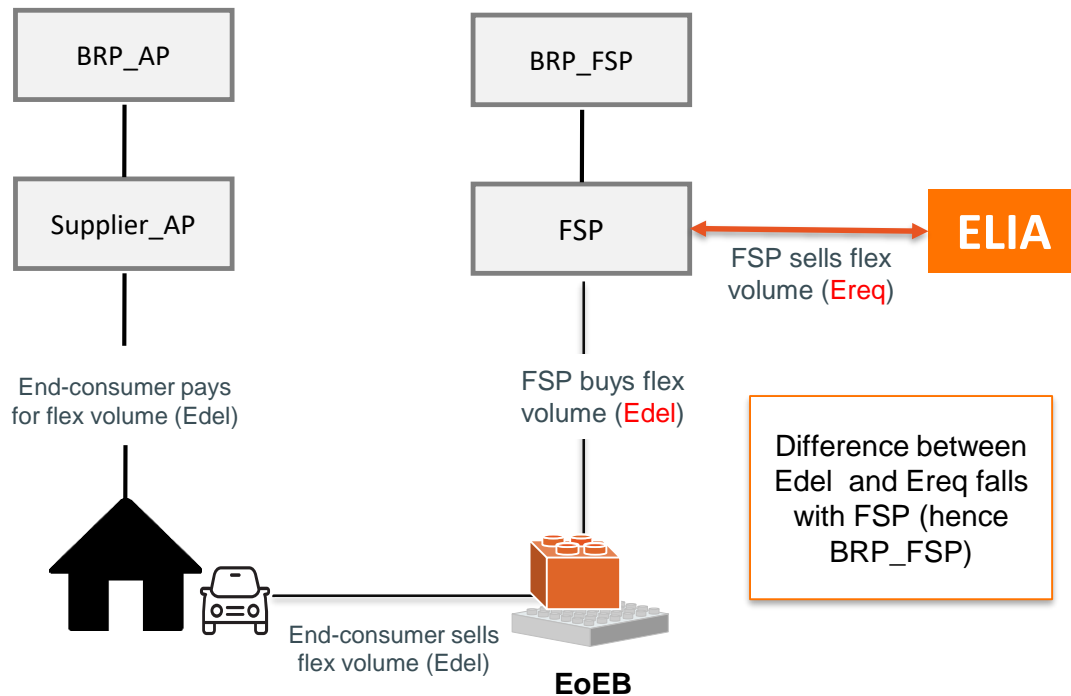 BRP_AP
BRP_FSP
Supplier_AP
FSP
ELIA
FSP sells flex
volume (Ereq)
End-consumer pays
for flex volume (Edel)
FSP buys flex
volume (Edel)
Difference between
Edel and Ereq falls
with FSP (hence
BRP_FSP)
End-consumer sells
flex volume (Edel)
EoEB